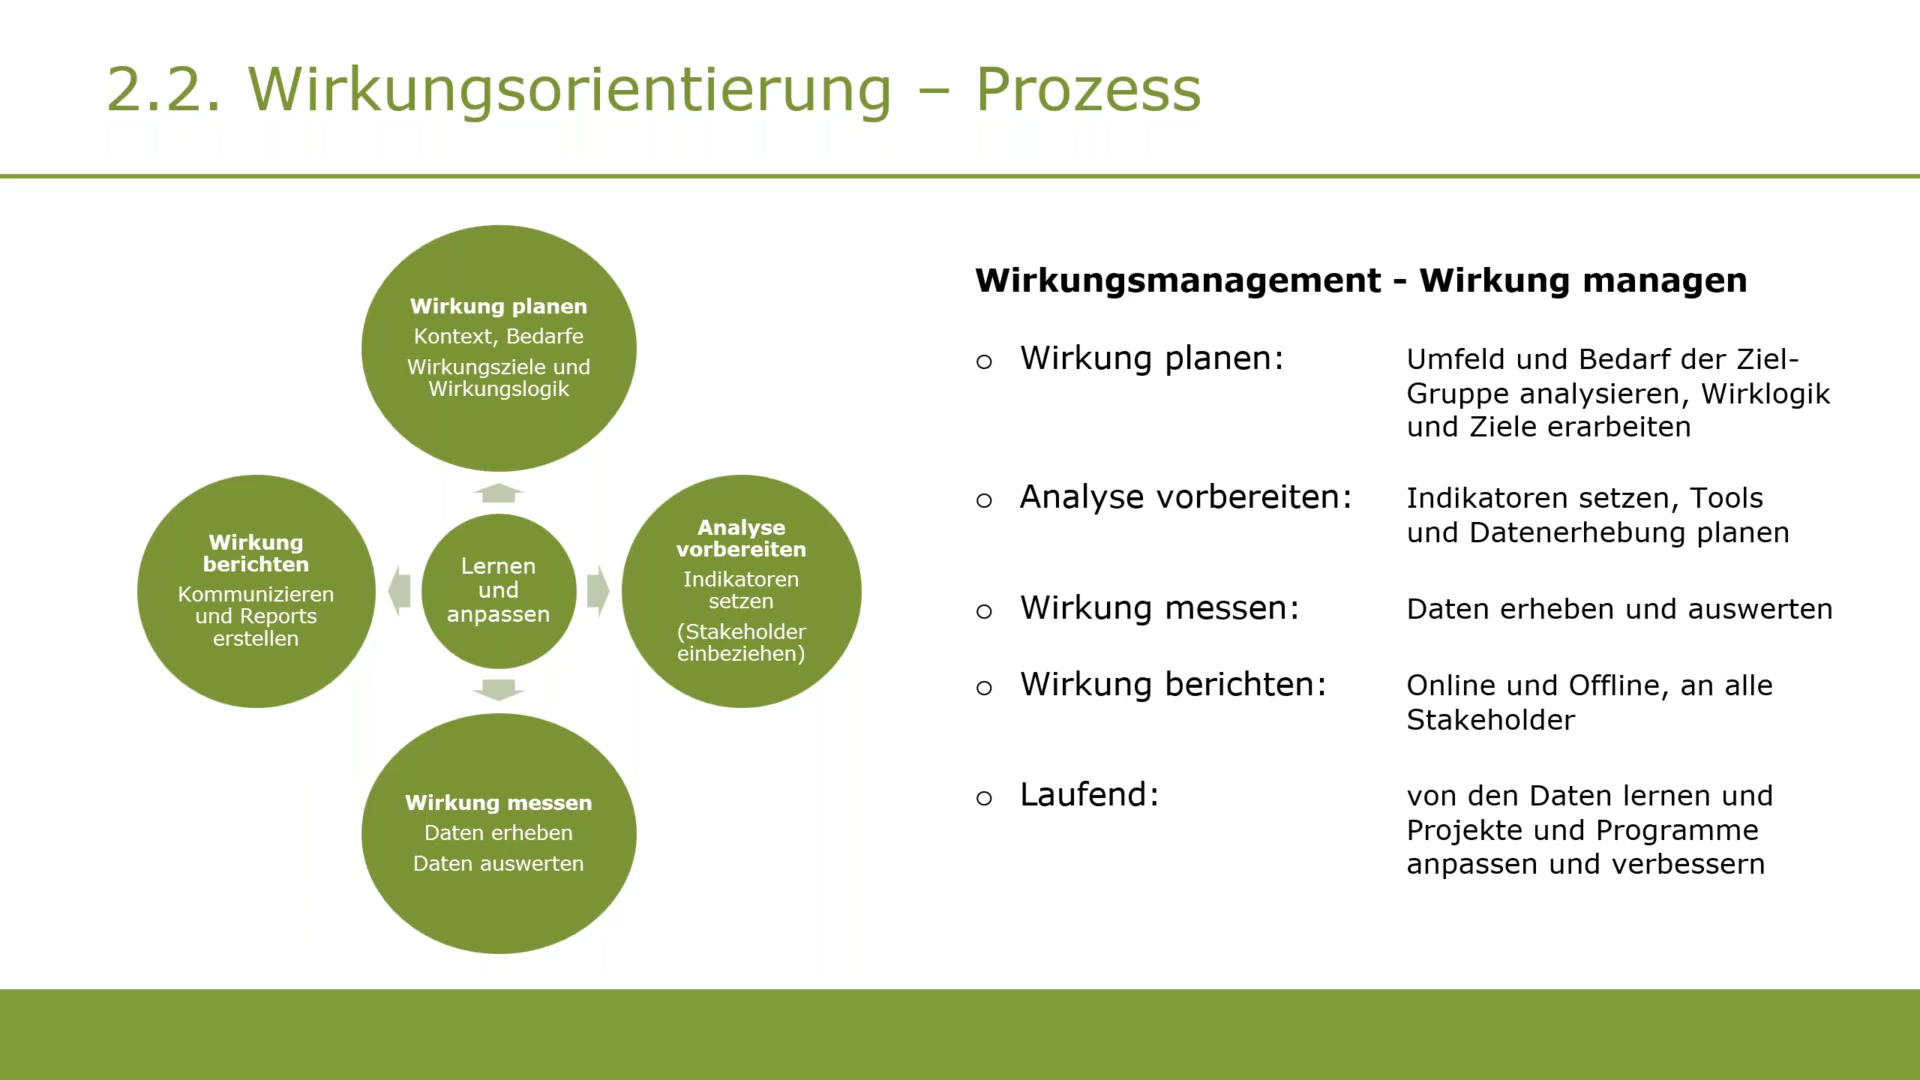 2.2. Wirkungsorientierung – Prozess
Wirkung planen
Kontext, Bedarfe
Wirkungsziele und
Wirkungslogik
Wirkung
berichten
Kommunizieren
und Reports
erstellen
Lernen
und
anpassen
Analyse
vorbereiten
Indikatoren
setzen
(Stakeholder
einbeziehen)
Wirkung messen
Daten erheben
Daten auswerten
Wirkungsmanagement - Wirkung managen
o Wirkung planen: Umfeld und Bedarf der Ziel-
Gruppe analysieren, Wirklogik
und Ziele erarbeiten
o Analyse vorbereiten: Indikatoren setzen, Tools
und Datenerhebung planen
o Wirkung messen: Daten erheben und auswerten
o Wirkung berichten: Online und Offline, an alle
Stakeholder
o Laufend: von den Daten lernen und
Projekte und Programme
anpassen und verbessern